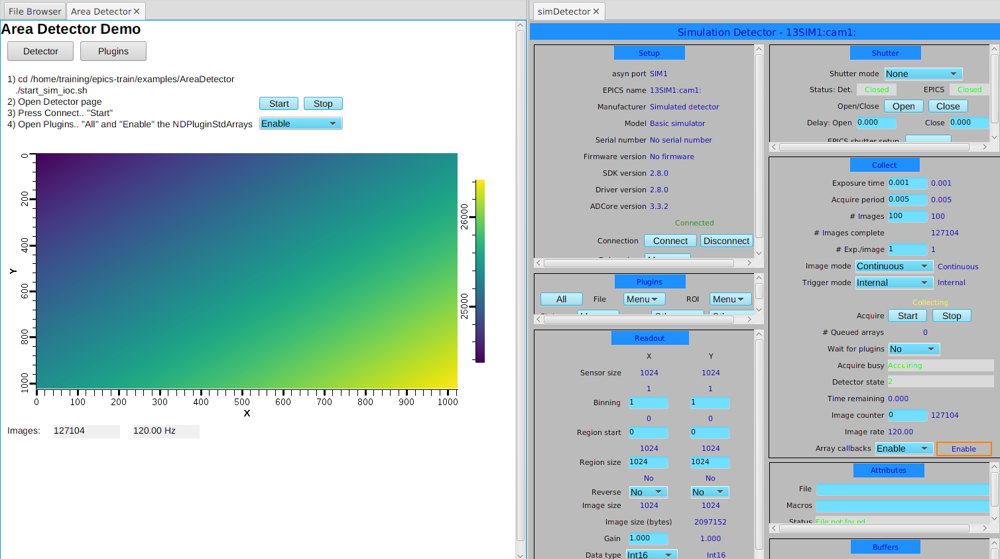 File Browser
Area Detector
simDetector
Area Detector Demo
Detector
Plugins
1) cd /home/training/epics-train/examples/AreaDetector
./start_sim_ioc.sh
2) Open Detector page
Start
Stop
3) Press Connect.. "Start"
4) Open Plugins.. "All" and "Enable" the NDPluginStdArrays
Enable
0
200
400
600
800
1000
Y
0 100 200 300 400 500 600 700 800 900 1000
X
26000
25000
Images: 127104 120.00 Hz
Simulation Detector - 13SIM1:cam1:
Setup
asyn port SIM1
EPICS name 13SIM1:cam1:
Manufacturer Simulated detector
Model Basic simulator
Serial number No serial number
Firmware version No firmware
SDK version 2.8.0
Driver version 2.8.0
ADCore version 3.3.2
Connected
Connection Connect Disconnect
Plugins
All File Menu ROI Menu
Readout
X Y
Sensor size 1024 1024
1
Binning 1 1
0 0
Region start 0 0
1024 1024
Region size 1024 1024
No No
Reverse No No
Image size 1024 1024
Image size (bytes) 2097152
Gain 1.000 1.000
Data type Int16 Int16
Shutter
Shutter mode None
Status: Det. Closed EPICS Closed
Open/Close Open Close
Delay: Open 0.000 Close 0.000
EPICS shutter setup
Collect
Exposure time 0.001 0.001
Acquire period 0.005 0.005
# Images 100 100
# Images complete 127104
# Exp./image 1 1
Image mode Continuous Continuous
Trigger mode Internal Internal
Collecting
Acquire Start Stop
# Queued arrays 0
Wait for plugins No
Acquire busy Acquiring
Detector state 2
Time remaining 0.000
Image counter 0 127104
Image rate 120.00
Array callbacks Enable Enable
Attributes
File
Macros
Status File not found
Buffers